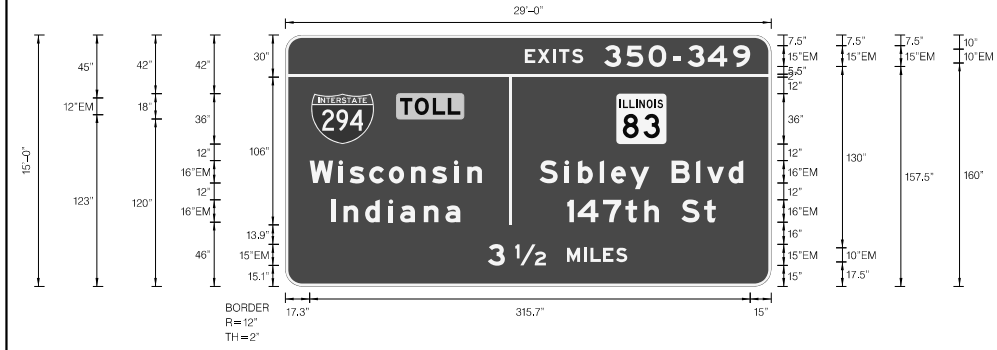 29'-0"
15'-0"
45"
12"EM
123"
42"
18"
120"
42"
36"
12"
16"EM
12"
16"EM
46"
30"
106"
13.9"
15"EM
15.1"
EXITS 350-349
INTERSTATE
294
TOLL
Wisconsin
Indiana
ILLINOIS
83
Sibley Blvd
147th St
3 1/2 MILES
7.5"
15"EM
5.5"
2"
12"
36"
12"
16"EM
12"
16"EM
16"
15"EM
15"
7.5"
15"EM
130"
10"EM
17.5"
7.5"
15"EM
157.5"
10"
10"EM
160"
17.3"
315.7"
15"
BORDER
R=12"
TH=2"